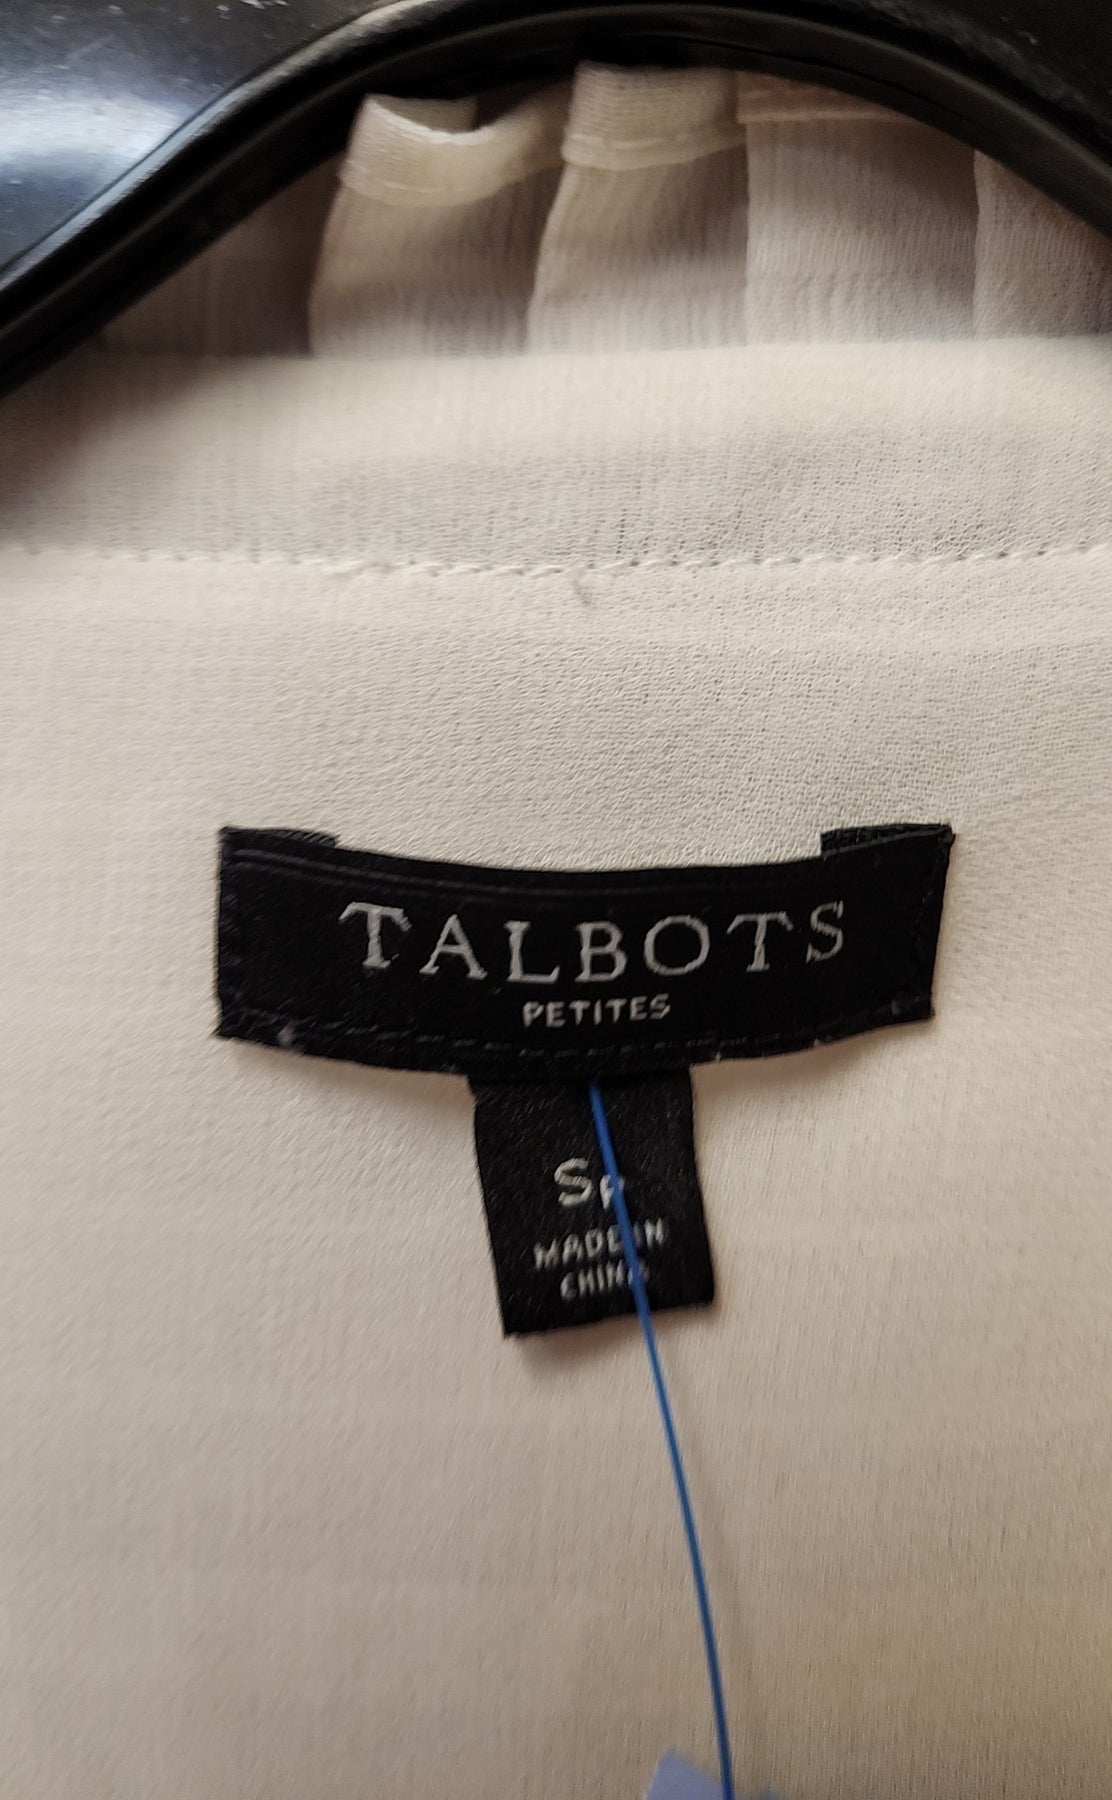 TALBOTS
PETITES
SP
MADE IN
CHINA